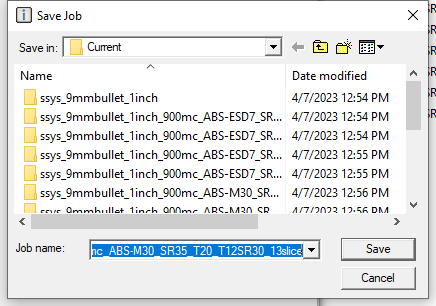 Save Job
Save in: Current
Name Date modified
ssys_9mmbullet_1inch 4/7/2023 12:54 PM
ssys_9mmbullet_1inch_900mc_ABS-ESD7_SR... 4/7/2023 12:54 PM
ssys_9mmbullet_1inch_900mc_ABS-ESD7_SR... 4/7/2023 12:54 PM
ssys_9mmbullet_1inch_900mc_ABS-ESD7_SR... 4/7/2023 12:55 PM
ssys_9mmbullet_1inch_900mc_ABS-ESD7_SR... 4/7/2023 12:55 PM
ssys_9mmbullet_1inch_900mc_ABS-M30_SR... 4/7/2023 12:56 PM
ssys_9mmbullet_1inch_900mc_ABS-M30_SR... 4/7/2023 12:56 PM
Job name: mc_ABS-M30_SR35_T20_T12SR30_13slice Save
Cancel